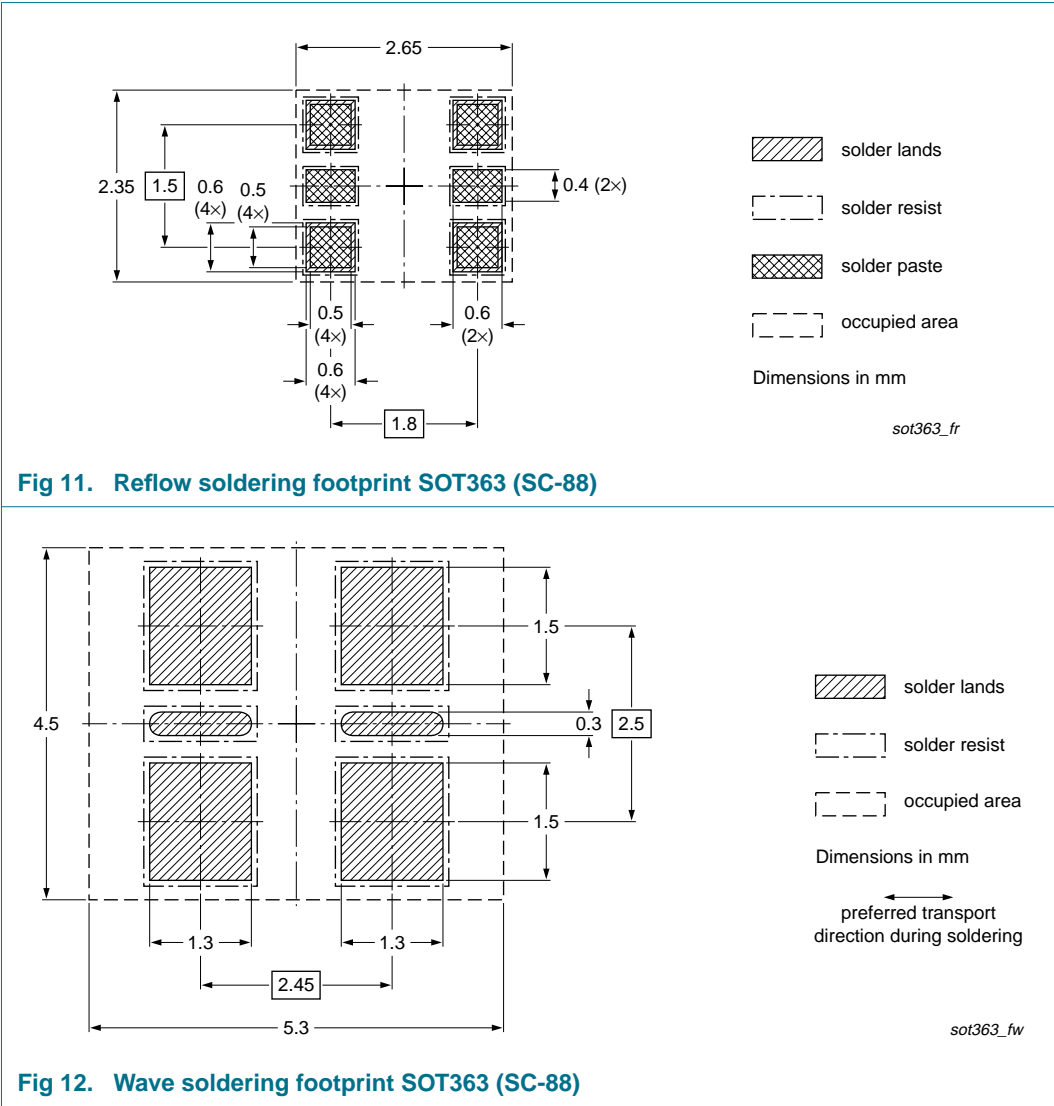 2.65
solder lands
2.35
1.5
0.6
(4×)
0.5
(4×)
0.4 (2×)
solder resist
solder paste
0.5
(4×)
0.6
(2×)
occupied area
0.6
(4×)
Dimensions in mm
1.8
sot363_fr
Fig 11. Reflow soldering footprint SOT363 (SC-88)
1.5
solder lands
4.5
0.3
2.5
solder resist
occupied area
1.5
Dimensions in mm
preferred transport
direction during soldering
1.3
1.3
2.45
5.3
sot363_fw
Fig 12. Wave soldering footprint SOT363 (SC-88)